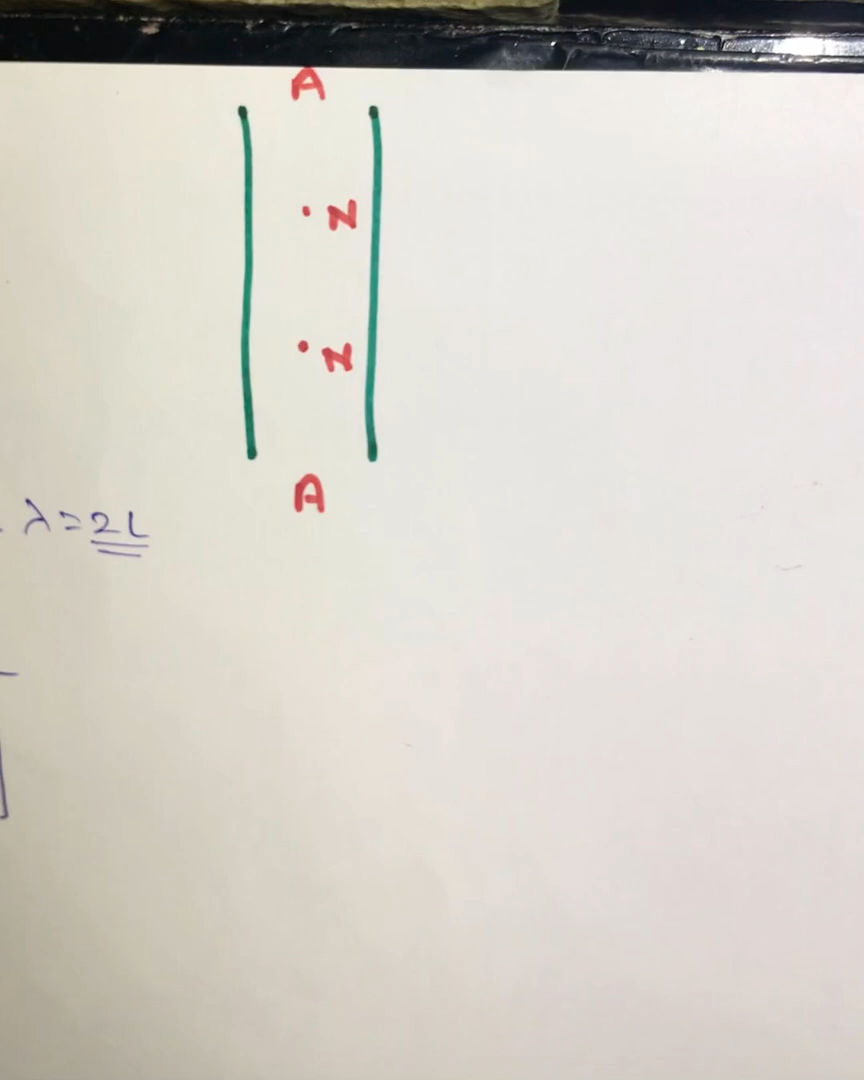 A
. N
. N
A
λ = 2L